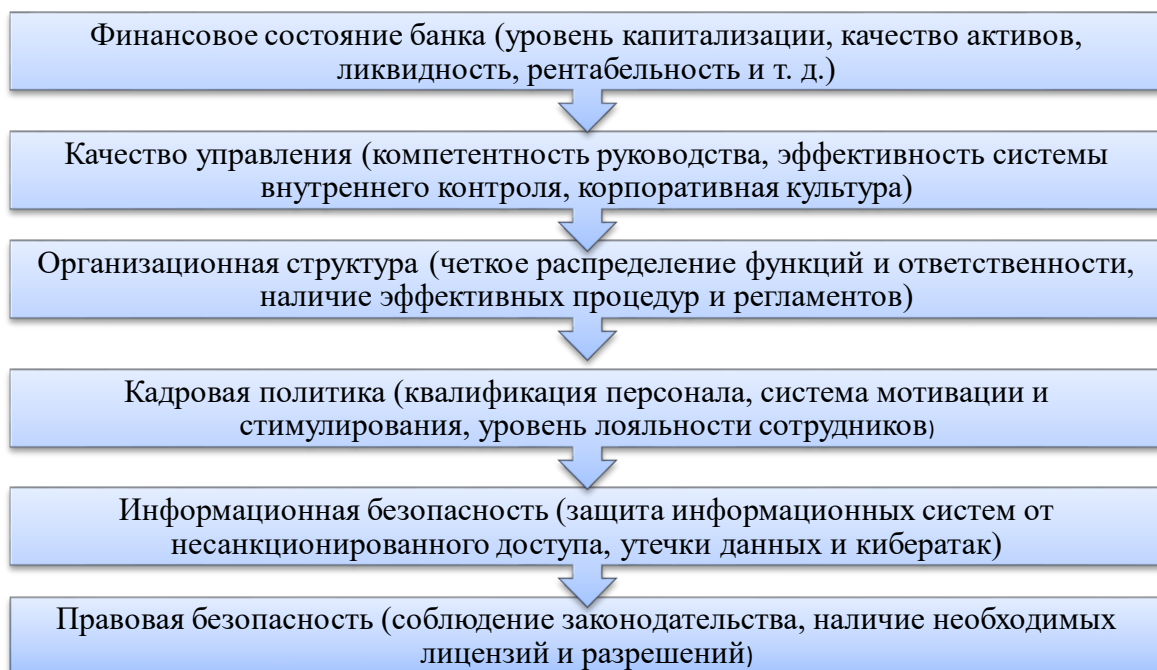 Финансовое состояние банка (уровень капитализации, качество активов,
ликвидность, рентабельность и т. д.)
Качество управления (компетентность руководства, эффективность системы
внутреннего контроля, корпоративная культура)
Организационная структура (четкое распределение функций и ответственности,
наличие эффективных процедур и регламентов)
Кадровая политика (квалификация персонала, система мотивации и
стимулирования, уровень лояльности сотрудников)
Информационная безопасность (защита информационных систем от
несанкционированного доступа, утечки данных и кибератак)
Правовая безопасность (соблюдение законодательства, наличие необходимых
лицензий и разрешений)